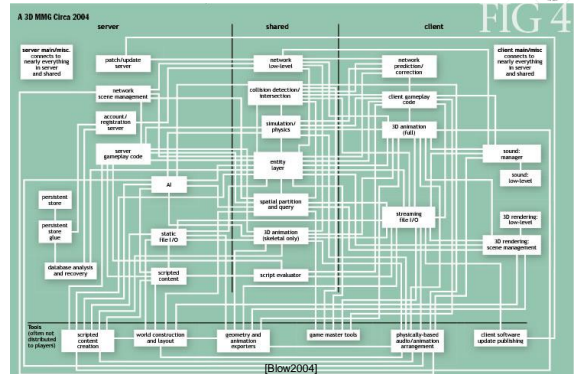 A 3D MMG Circa 2004
FIG 4
server
shared
client
server main/misc.
connects to
nearly everything
in server
and shared
patch/update
server
network
low-level
network
prediction/
correction
client main/misc
connects to
nearly everything
in server
and shared
network
scene management
collision detection/
intersection
client gameplay
code
account/
registration
server
simulation/
physics
3D animation
(full)
server
gameplay code
entity
layer
sound:
manager
sound:
low-level
AI
persistent
store
spatial partition
and query
streaming
file I/O
3D rendering:
low-level
persistent
store
glue
static
file I/O
3D animation
(skeletal only)
3D rendering:
scene management
database analysis
and recovery
scripted
content
script evaluator
Tools
(often not
distributed
to players)
scripted
content
creation
world construction
and layout
geometry and
animation
exporters
game master tools
physically-based
audio/animation
arrangement
client software
update publishing
[Blow2004]